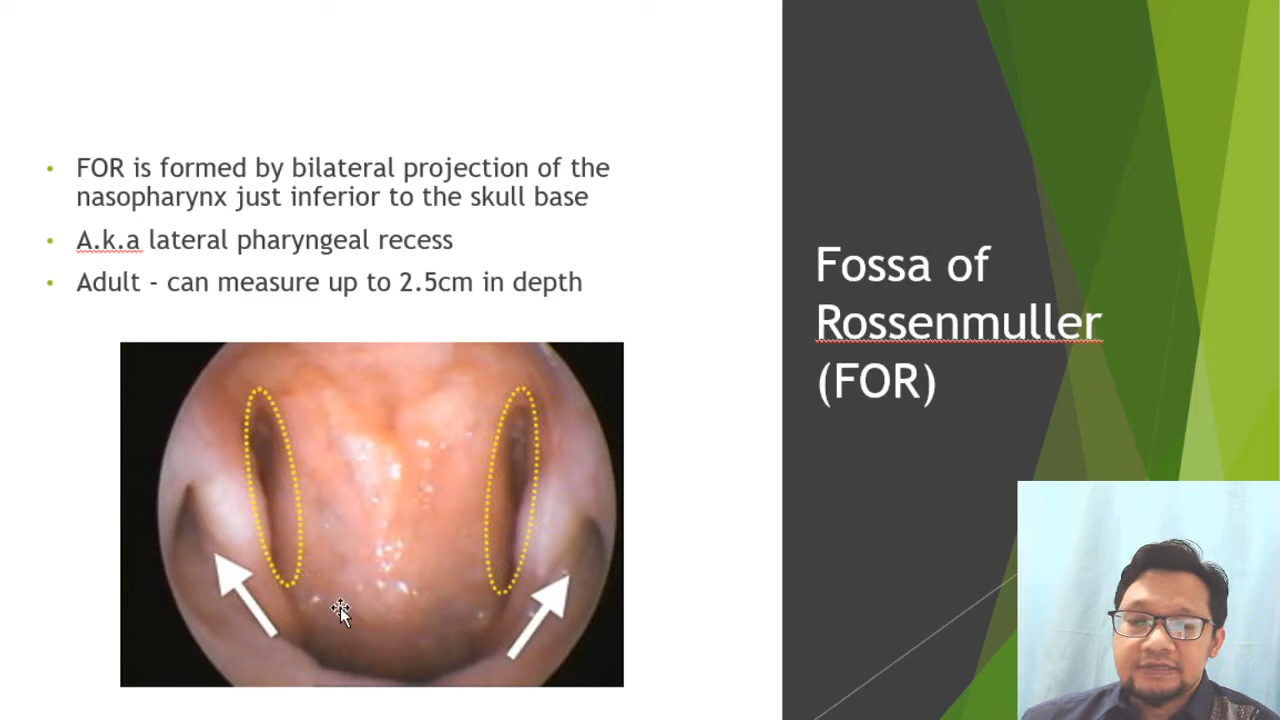 FOR is formed by bilateral projection of the
nasopharynx just inferior to the skull base
A.k.a lateral pharyngeal recess
Adult - can measure up to 2.5cm in depth
Fossa of
Rossenmuller
(FOR)